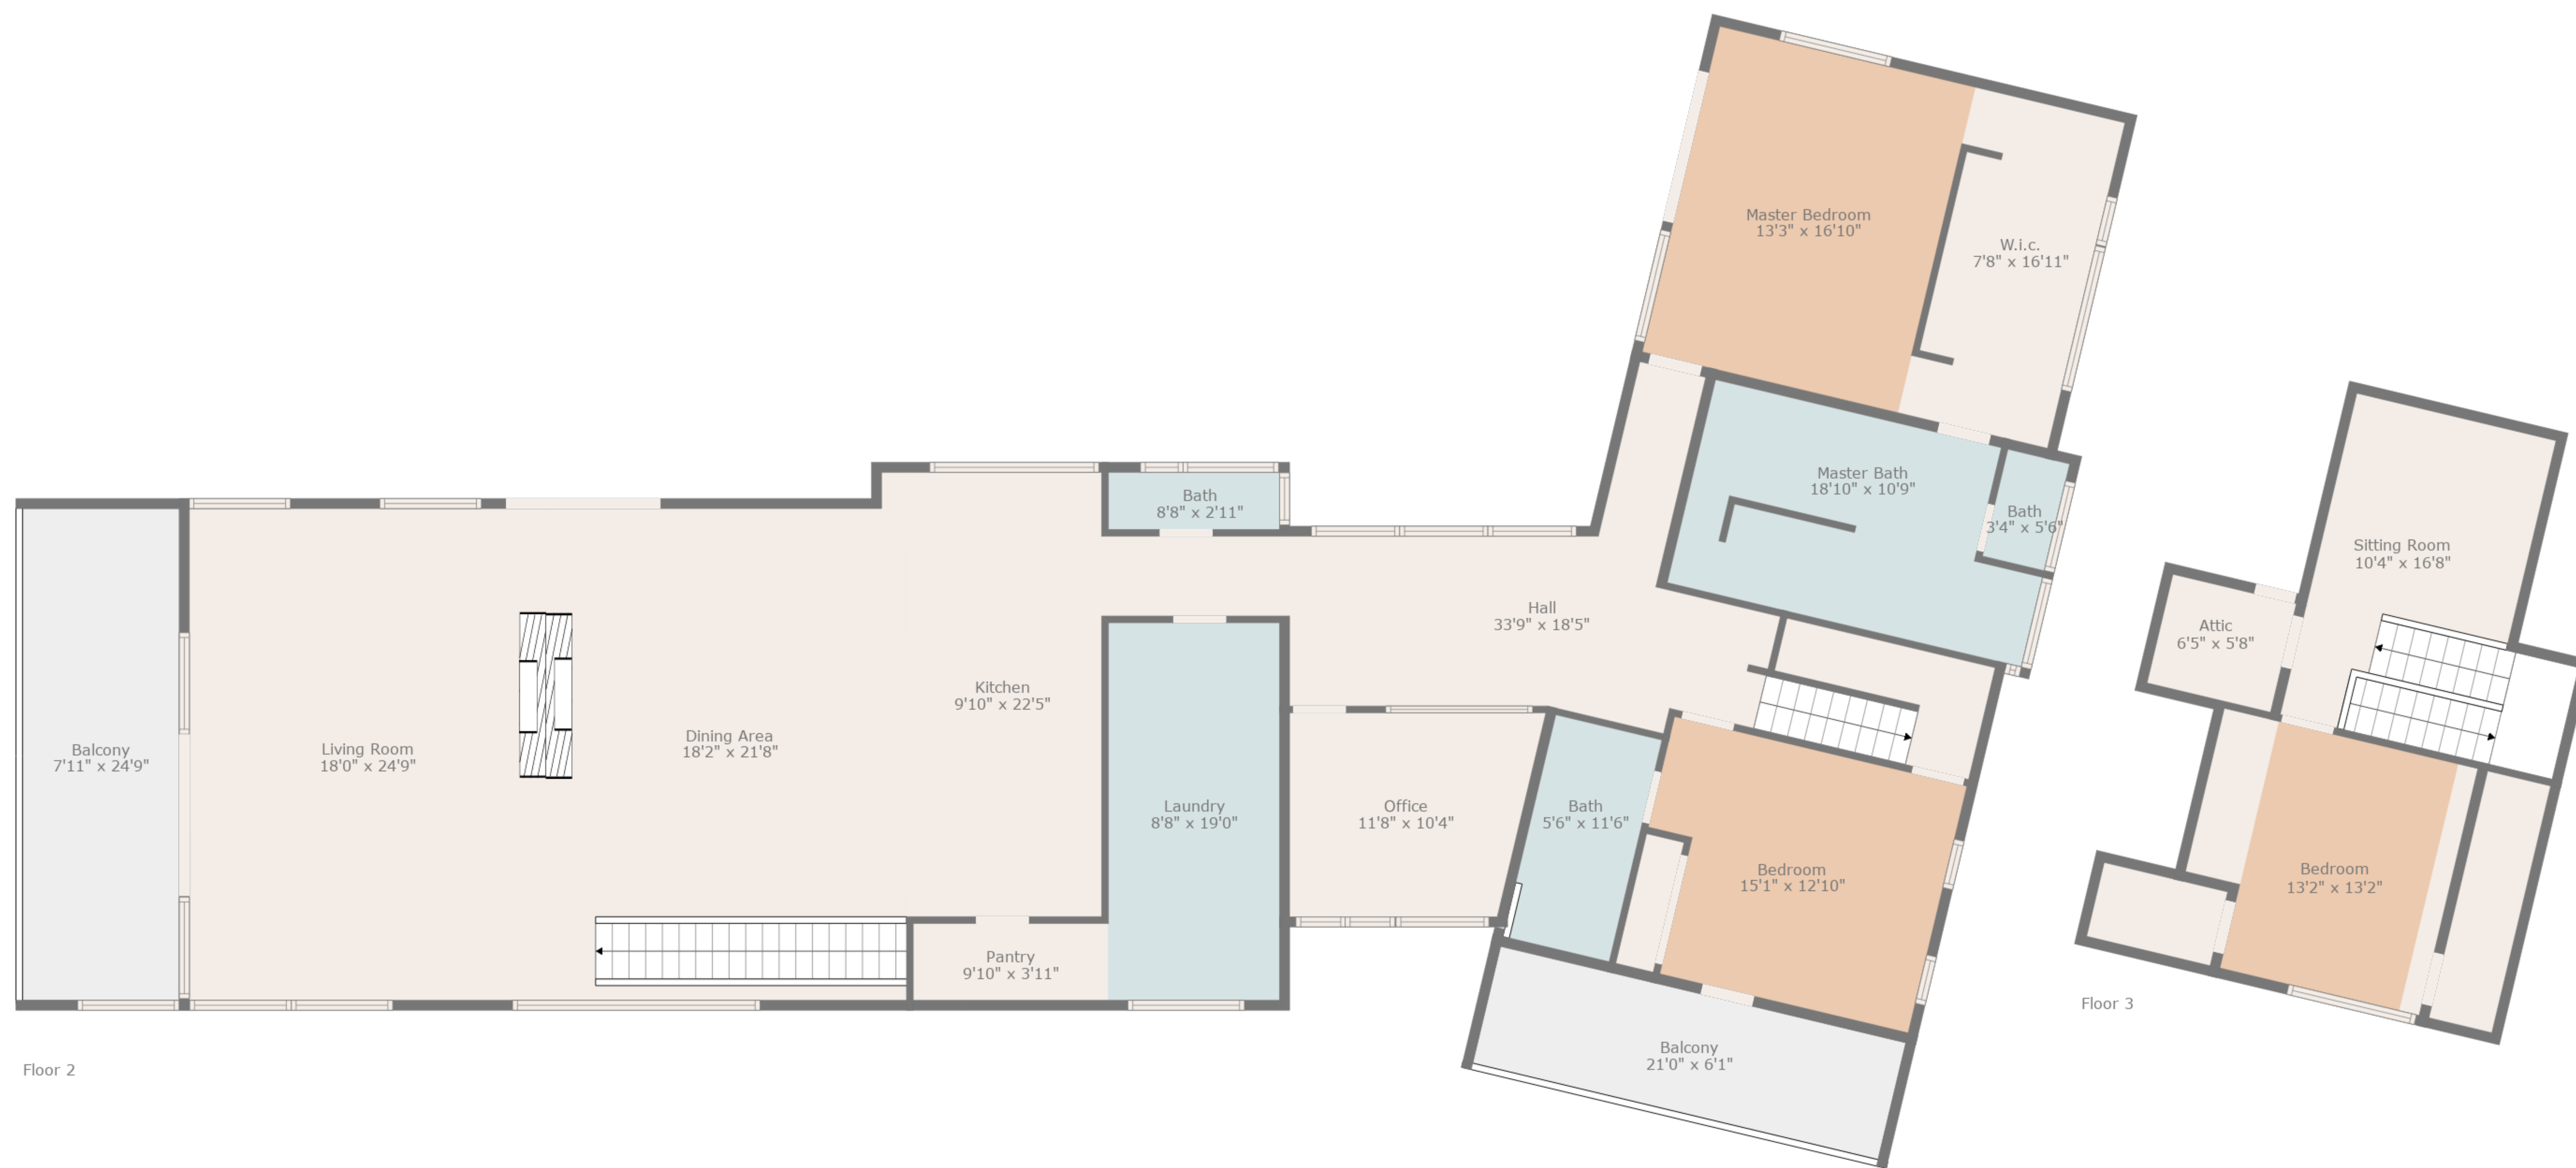 Master Bedroom
13'3" x 16'10"
W.i.c.
7'8" x 16'11"
Master Bath
18'10" x 10'9"
Bath
3'4" x 5'6"
Bath
8'8" x 2'11"
Hall
33'9" x 18'5"
Kitchen
9'10" x 22'5"
Dining Area
18'2" x 21'8"
Living Room
18'0" x 24'9"
Balcony
7'11" x 24'9"
Laundry
8'8" x 19'0"
Office
11'8" x 10'4"
Bath
5'6" x 11'6"
Bedroom
15'1" x 12'10"
Pantry
9'10" x 3'11"
Balcony
21'0" x 6'1"
Floor 2
Sitting Room
10'4" x 16'8"
Attic
6'5" x 5'8"
Bedroom
13'2" x 13'2"
Floor 3